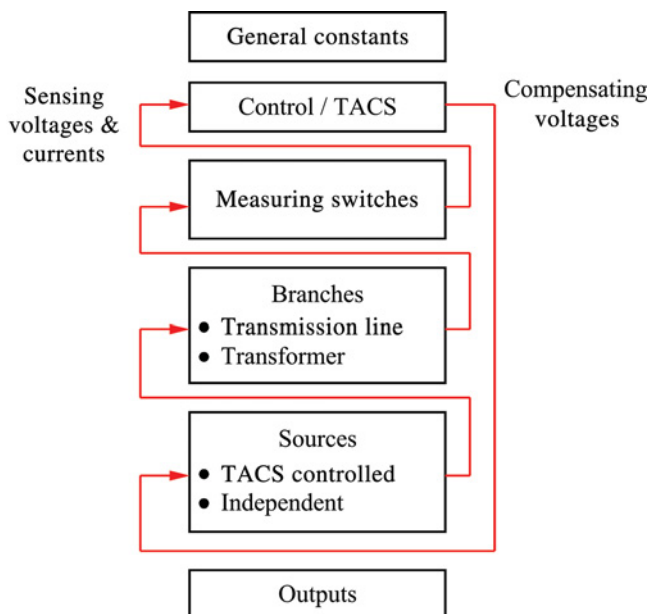 General constants
Sensing
voltages &
currents
Control / TACS
Compensating
voltages
Measuring switches
Branches
● Transmission line
● Transformer
Sources
● TACS controlled
● Independent
Outputs